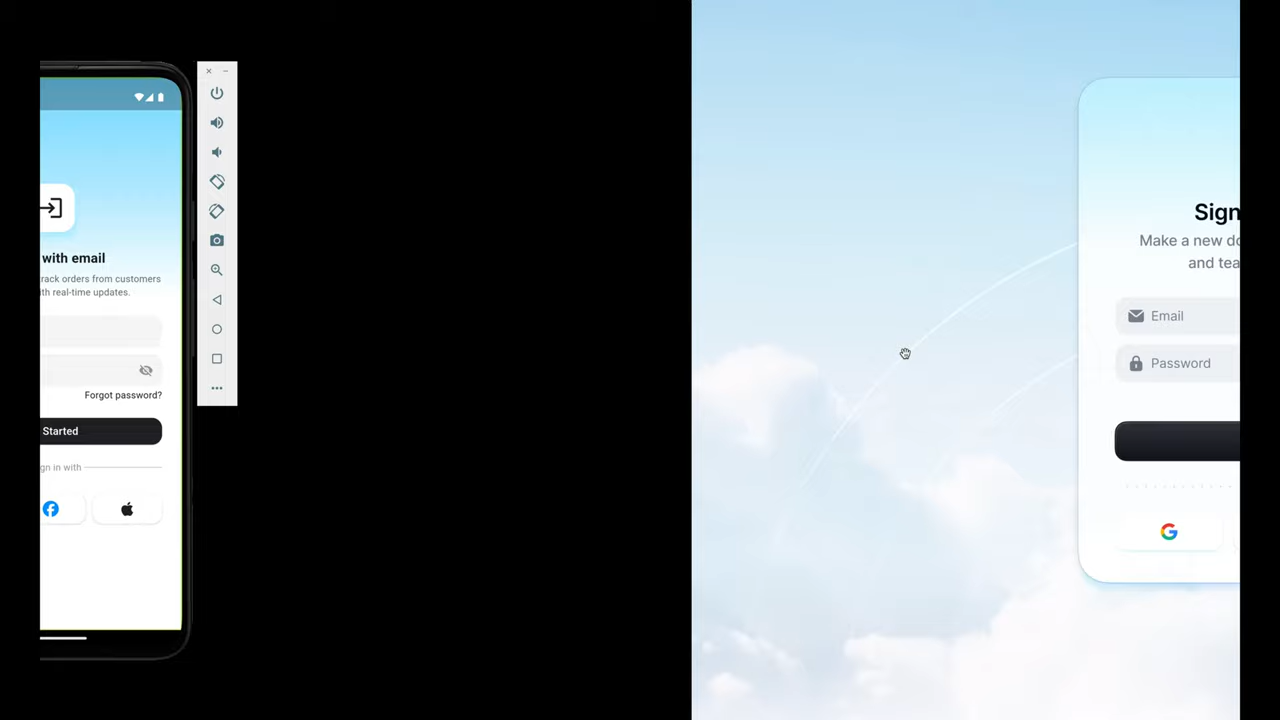 with email
rack orders from customers
ith real-time updates.
Forgot password?
Started
gn in with
Sign
Make a new do
and tea
Email
Password